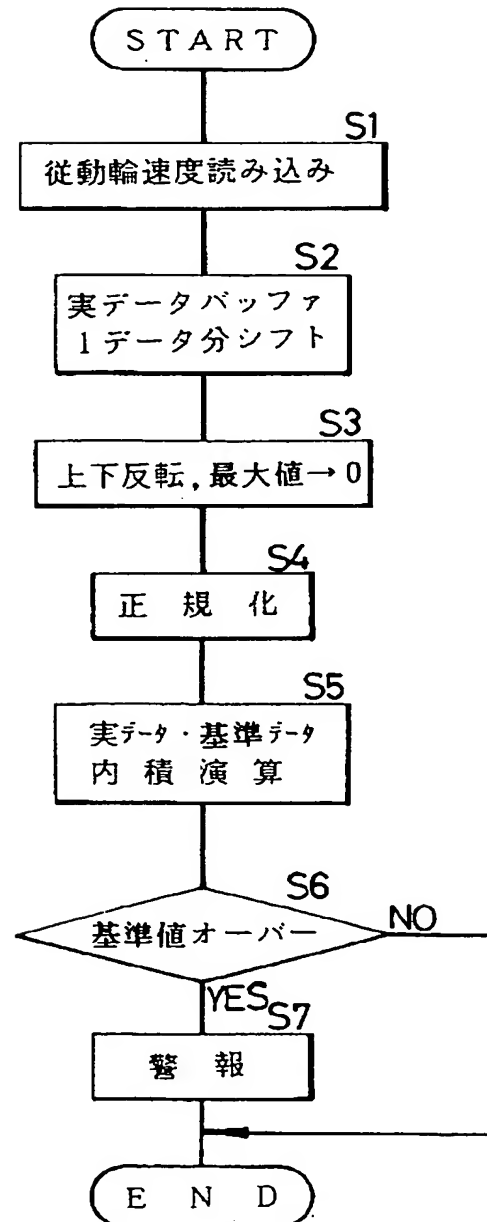 START
S1
従動輪速度読み込み
S2
実データバッファ
1データ分シフト
S3
上下反転,最大値→0
S4
正規化
S5
実データ・基準データ
内積演算
S6
基準値オーバー
NO
YES
S7
警報
END